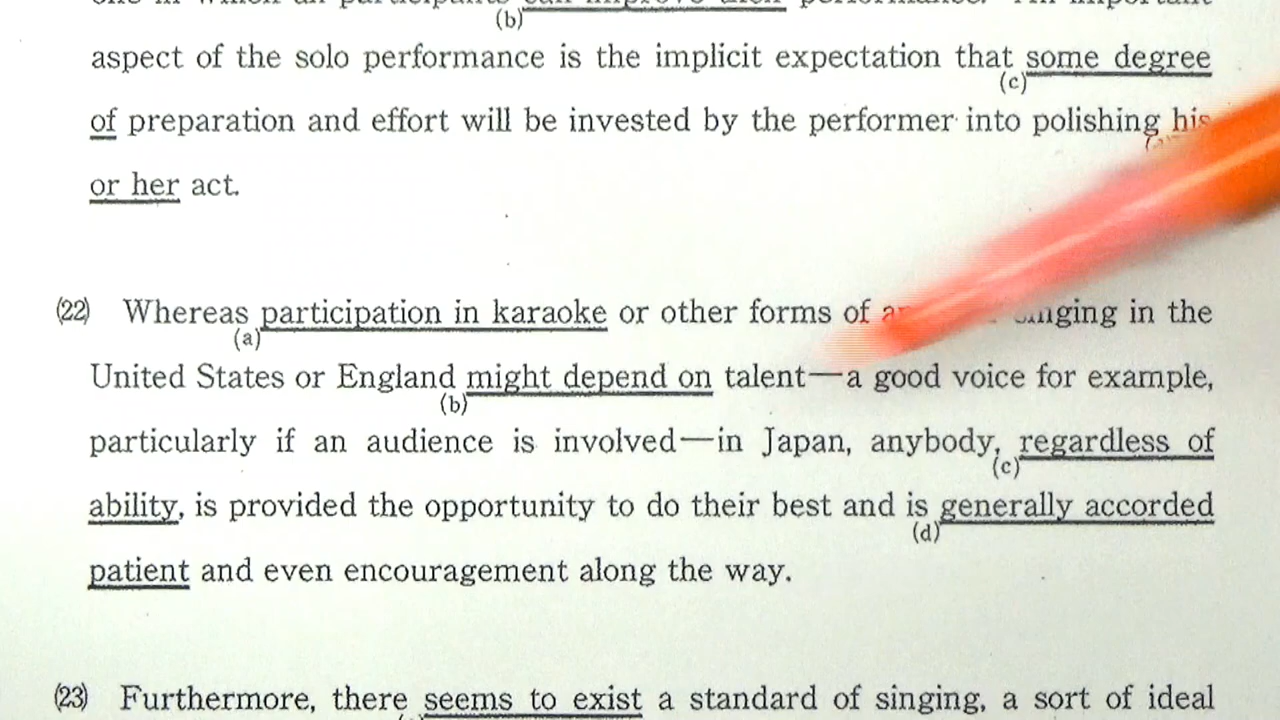 (b)
aspect of the solo performance is the implicit expectation that some degree
(c)
of preparation and effort will be invested by the performer into polishing his
or her act.
(22) Whereas participation in karaoke or other forms of singing in the
(a)
United States or England might depend on talent—a good voice for example,
(b)
particularly if an audience is involved—in Japan, anybody, regardless of
(c)
ability, is provided the opportunity to do their best and is generally accorded
(d)
patient and even encouragement along the way.
(23) Furthermore, there seems to exist a standard of singing, a sort of ideal